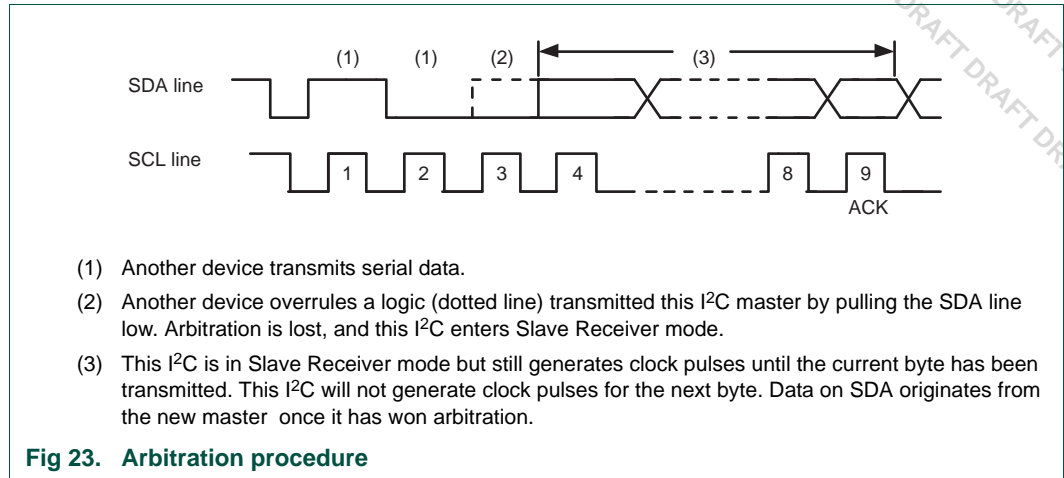 (1) (1) (2) (3)
SDA line
SCL line
1 2 3 4 8 9
ACK
(1) Another device transmits serial data.
(2) Another device overrules a logic (dotted line) transmitted this I2C master by pulling the SDA line
low. Arbitration is lost, and this I2C enters Slave Receiver mode.
(3) This I2C is in Slave Receiver mode but still generates clock pulses until the current byte has been
transmitted. This I2C will not generate clock pulses for the next byte. Data on SDA originates from
the new master once it has won arbitration.
Fig 23. Arbitration procedure
DRAFT DRAFT DR
DRAFT